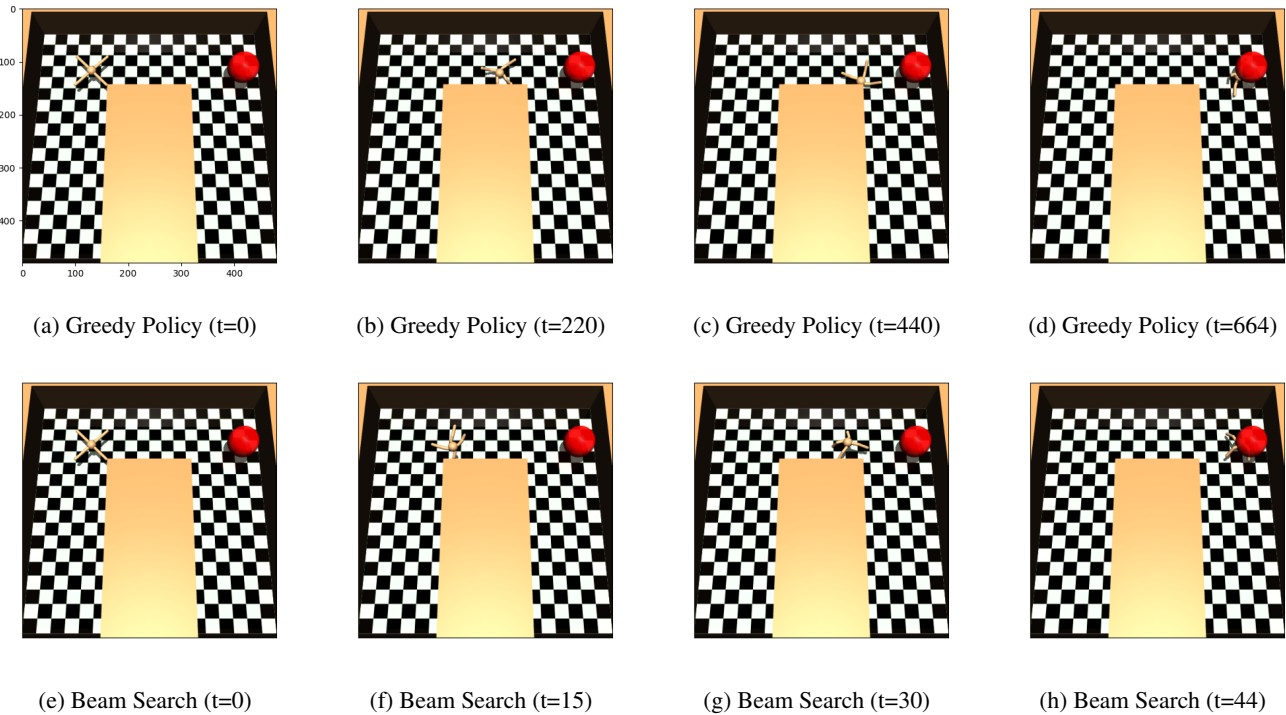 0
100
200
300
400
0 100 200 300 400
(a) Greedy Policy (t=0) (b) Greedy Policy (t=220) (c) Greedy Policy (t=440) (d) Greedy Policy (t=664)
(e) Beam Search (t=0) (f) Beam Search (t=15) (g) Beam Search (t=30) (h) Beam Search (t=44)